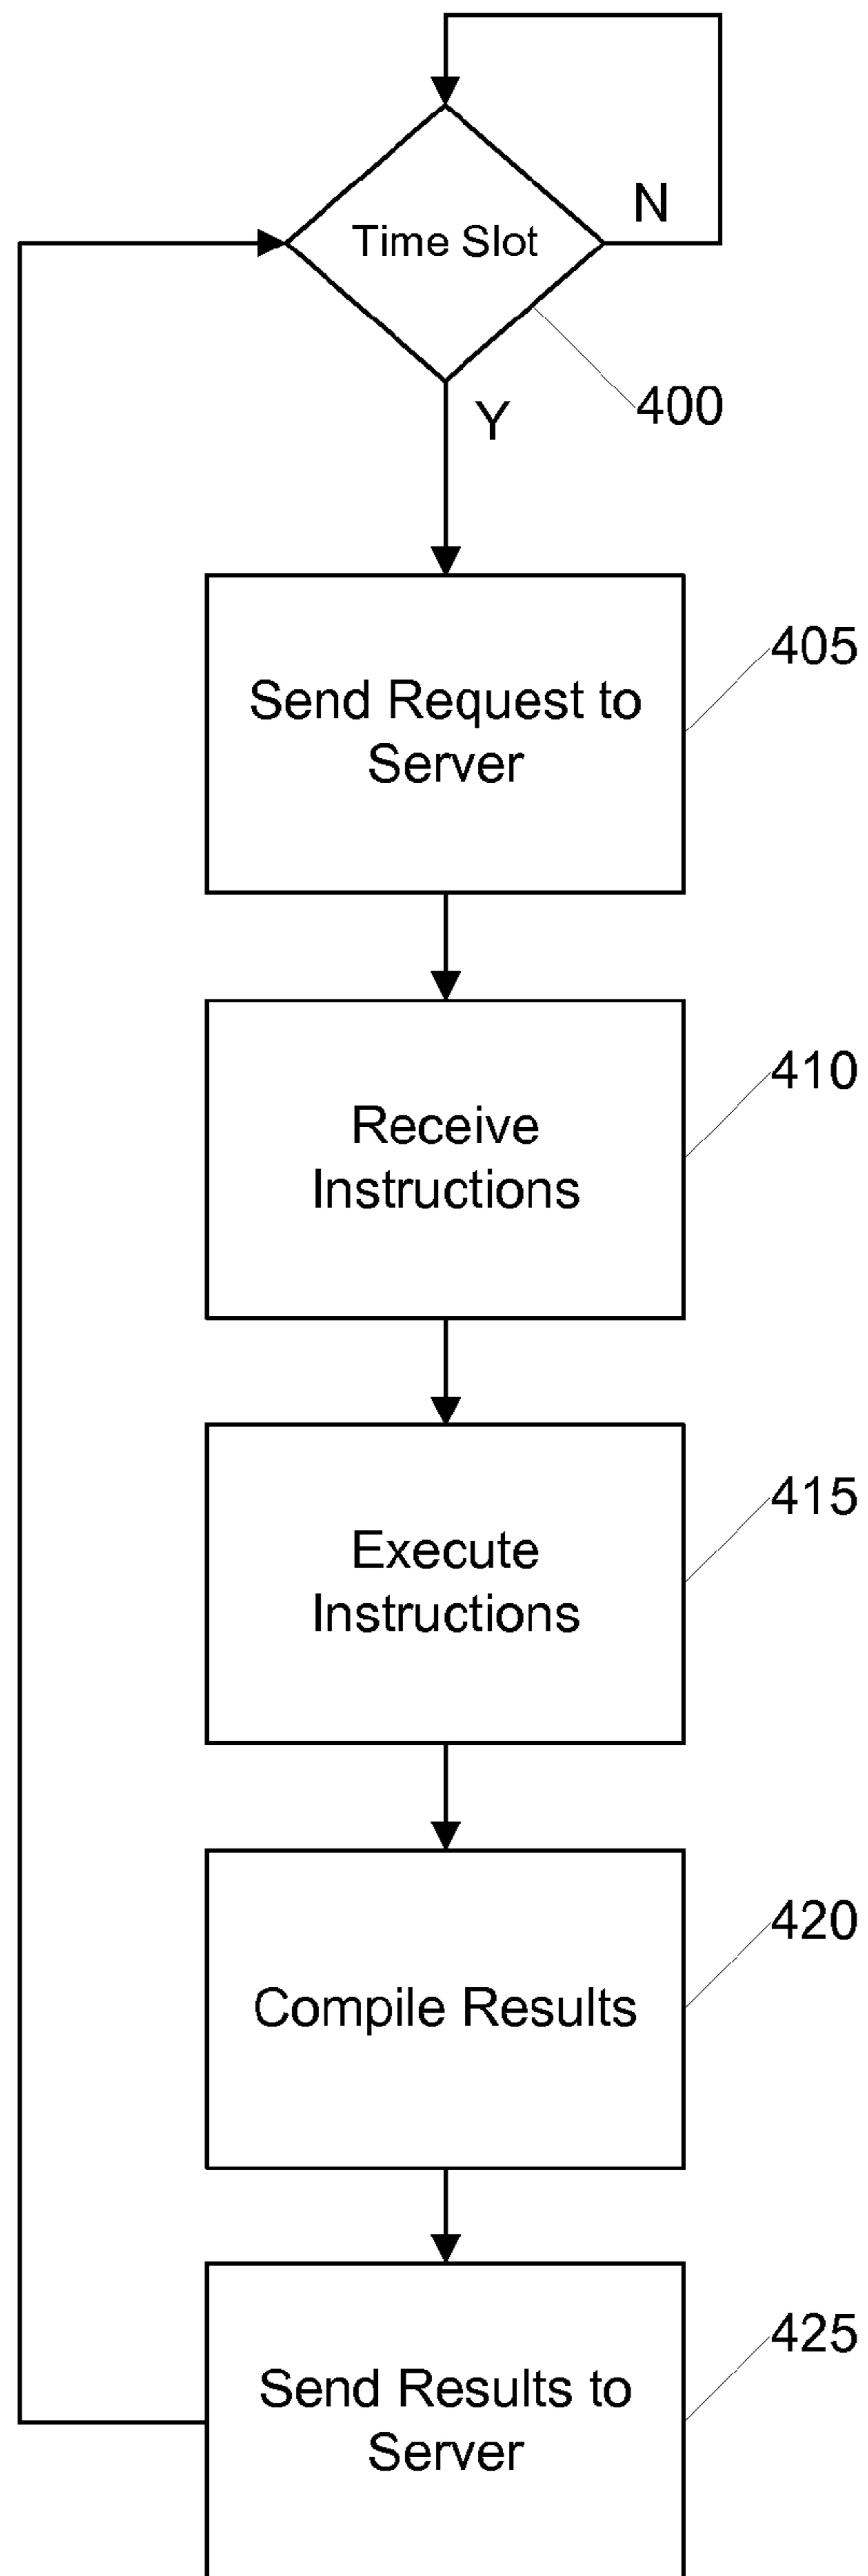 N
Time Slot
400
Y
405
Send Request to
Server
410
Receive
Instructions
415
Execute
Instructions
420
Compile Results
425
Send Results to
Server